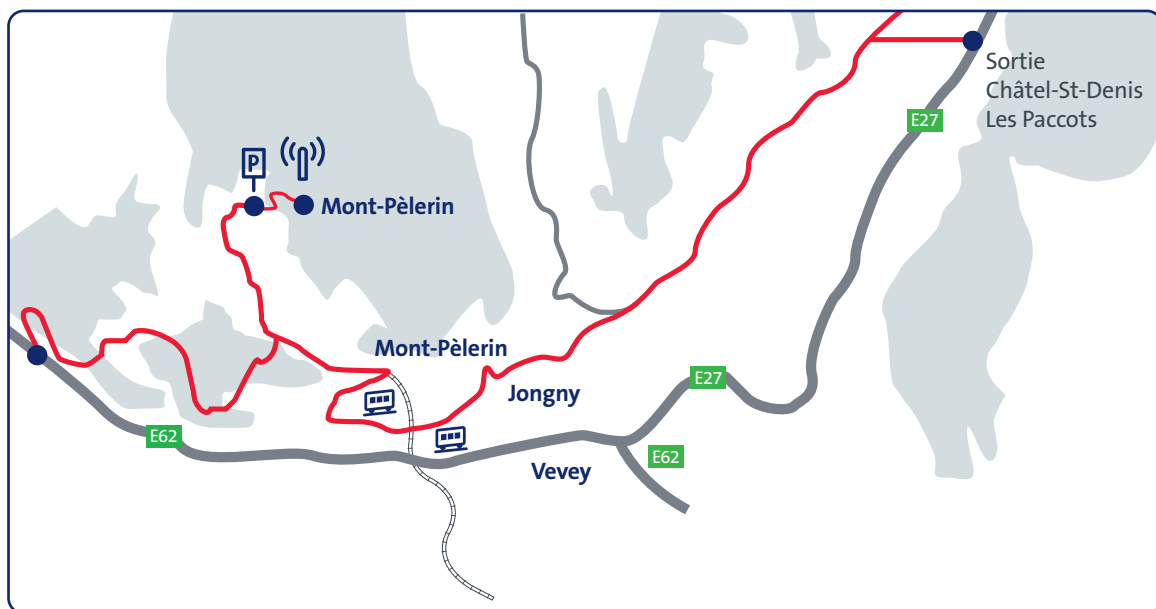 Sortie
Châtel-St-Denis
Les Paccots
E27
P
Mont-Pèlerin
Mont-Pèlerin
E27
Jongny
E62
Vevey
E62